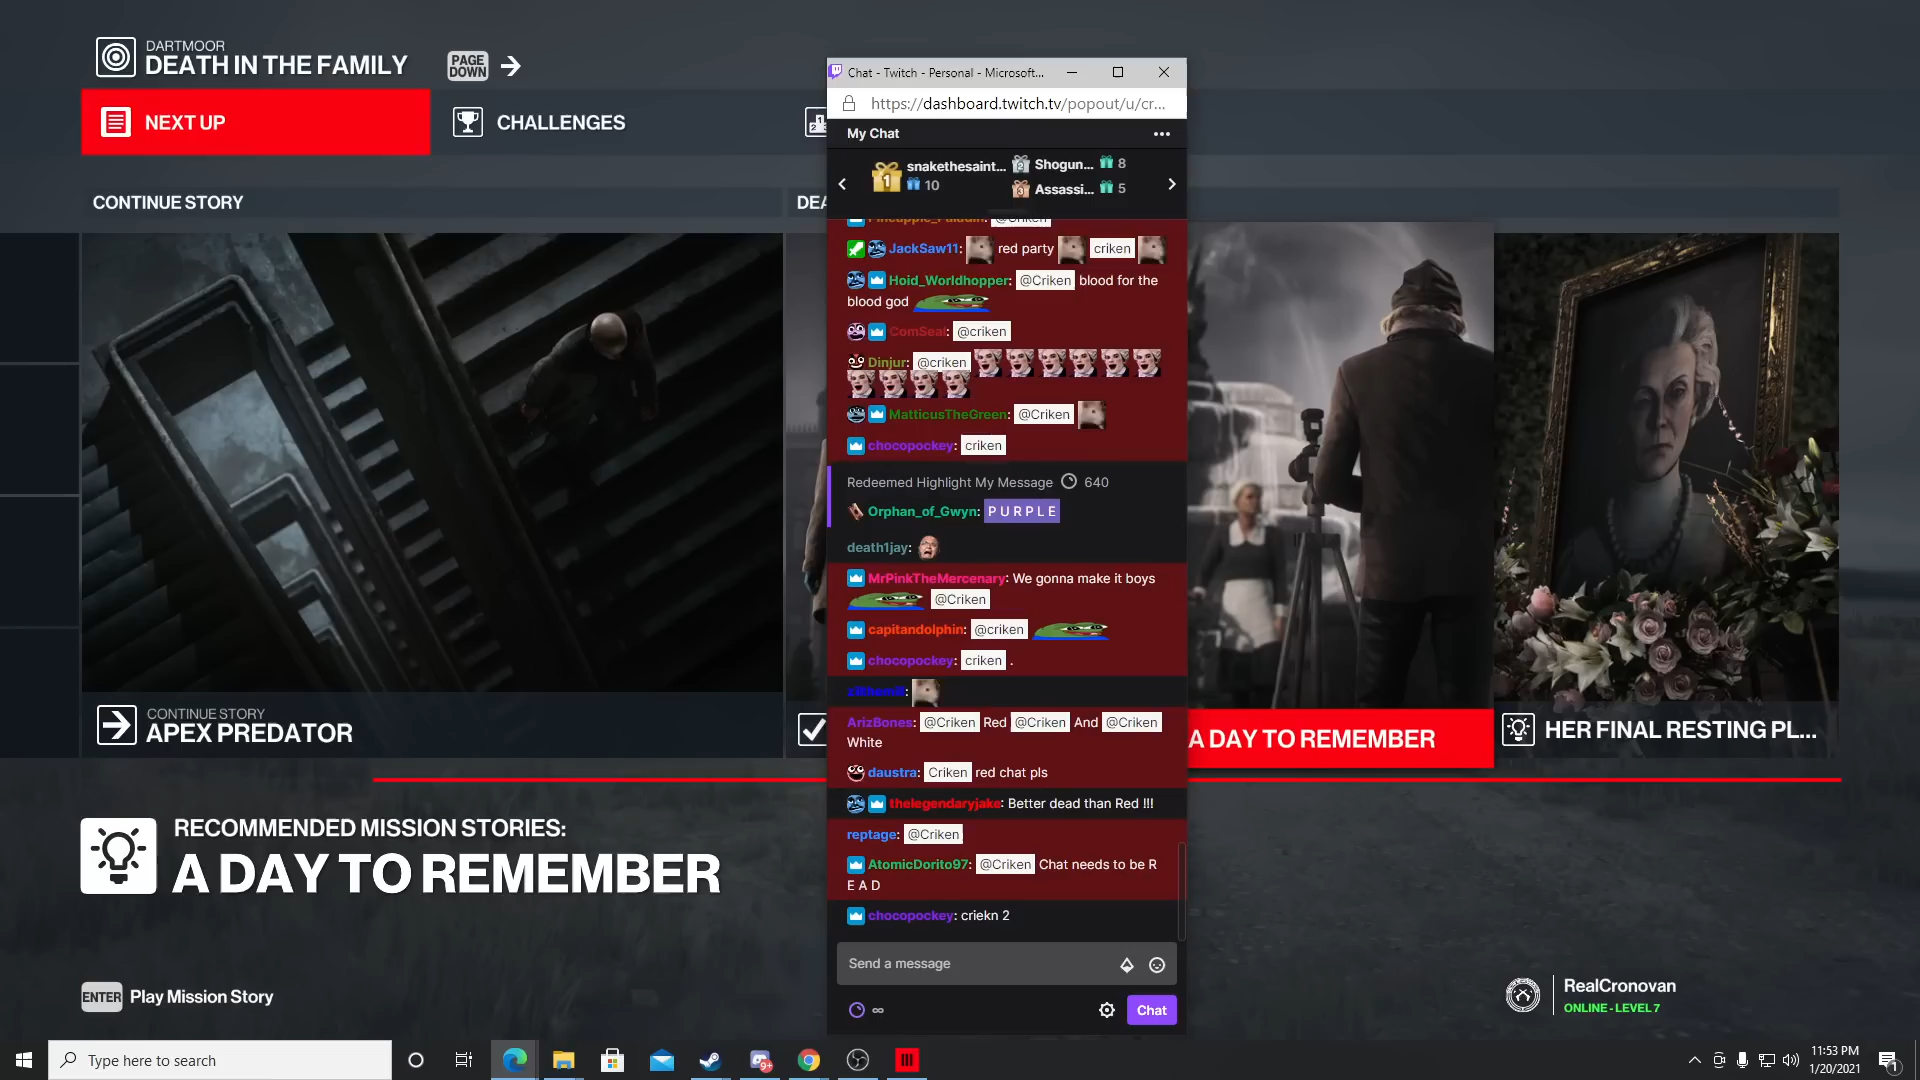 DARTMOOR
DEATH IN THE FAMILY
PAGE DOWN
NEXT UP
CHALLENGES
CONTINUE STORY
DEA
CONTINUE STORY
APEX PREDATOR
A DAY TO REMEMBER
HER FINAL RESTING PL...
RECOMMENDED MISSION STORIES:
A DAY TO REMEMBER
ENTER Play Mission Story
RealCronovan
ONLINE - LEVEL 7
Chat - Twitch - Personal - Microsoft...
https://dashboard.twitch.tv/popout/u/cr...
My Chat
1 snakethesaint... 10
2 Shogun... 8
3 Assassi... 5
Pineapple_Paladin: @Criken
JackSaw11: red party criken
Hoid_Worldhopper: @Criken blood for the
blood god
ComSeal: @criken
Dinjur: @criken
MatticusTheGreen: @Criken
chocopockey: criken
Redeemed Highlight My Message 640
Orphan_of_Gwyn: P U R P L E
death1jay:
MrPinkTheMercenary: We gonna make it boys
@Criken
capitandolphin: @criken
chocopockey: criken .
ArizBones: @Criken Red @Criken And @Criken
White
daustra: Criken red chat pls
thelegendaryjake: Better dead than Red !!!
reptage: @Criken
AtomicDorito97: @Criken Chat needs to be R
E A D
chocopockey: criekn 2
Send a message
∞
Chat
Type here to search
9+
11:53 PM
1/20/2021
1